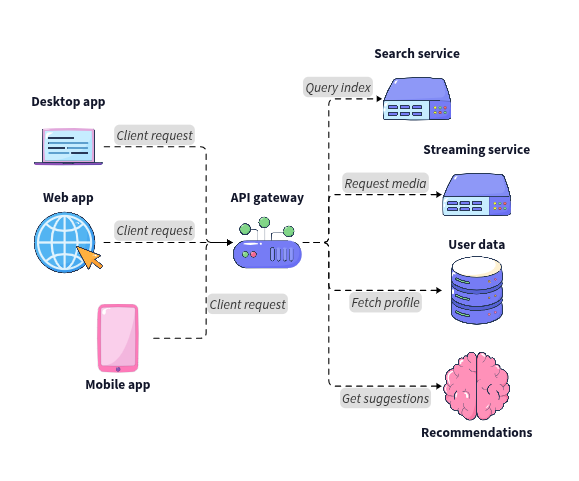 Search service
Query index
Desktop app
Client request
Streaming service
Request media
Web app
API gateway
Client request
User data
Client request
Fetch profile
Mobile app
Get suggestions
Recommendations